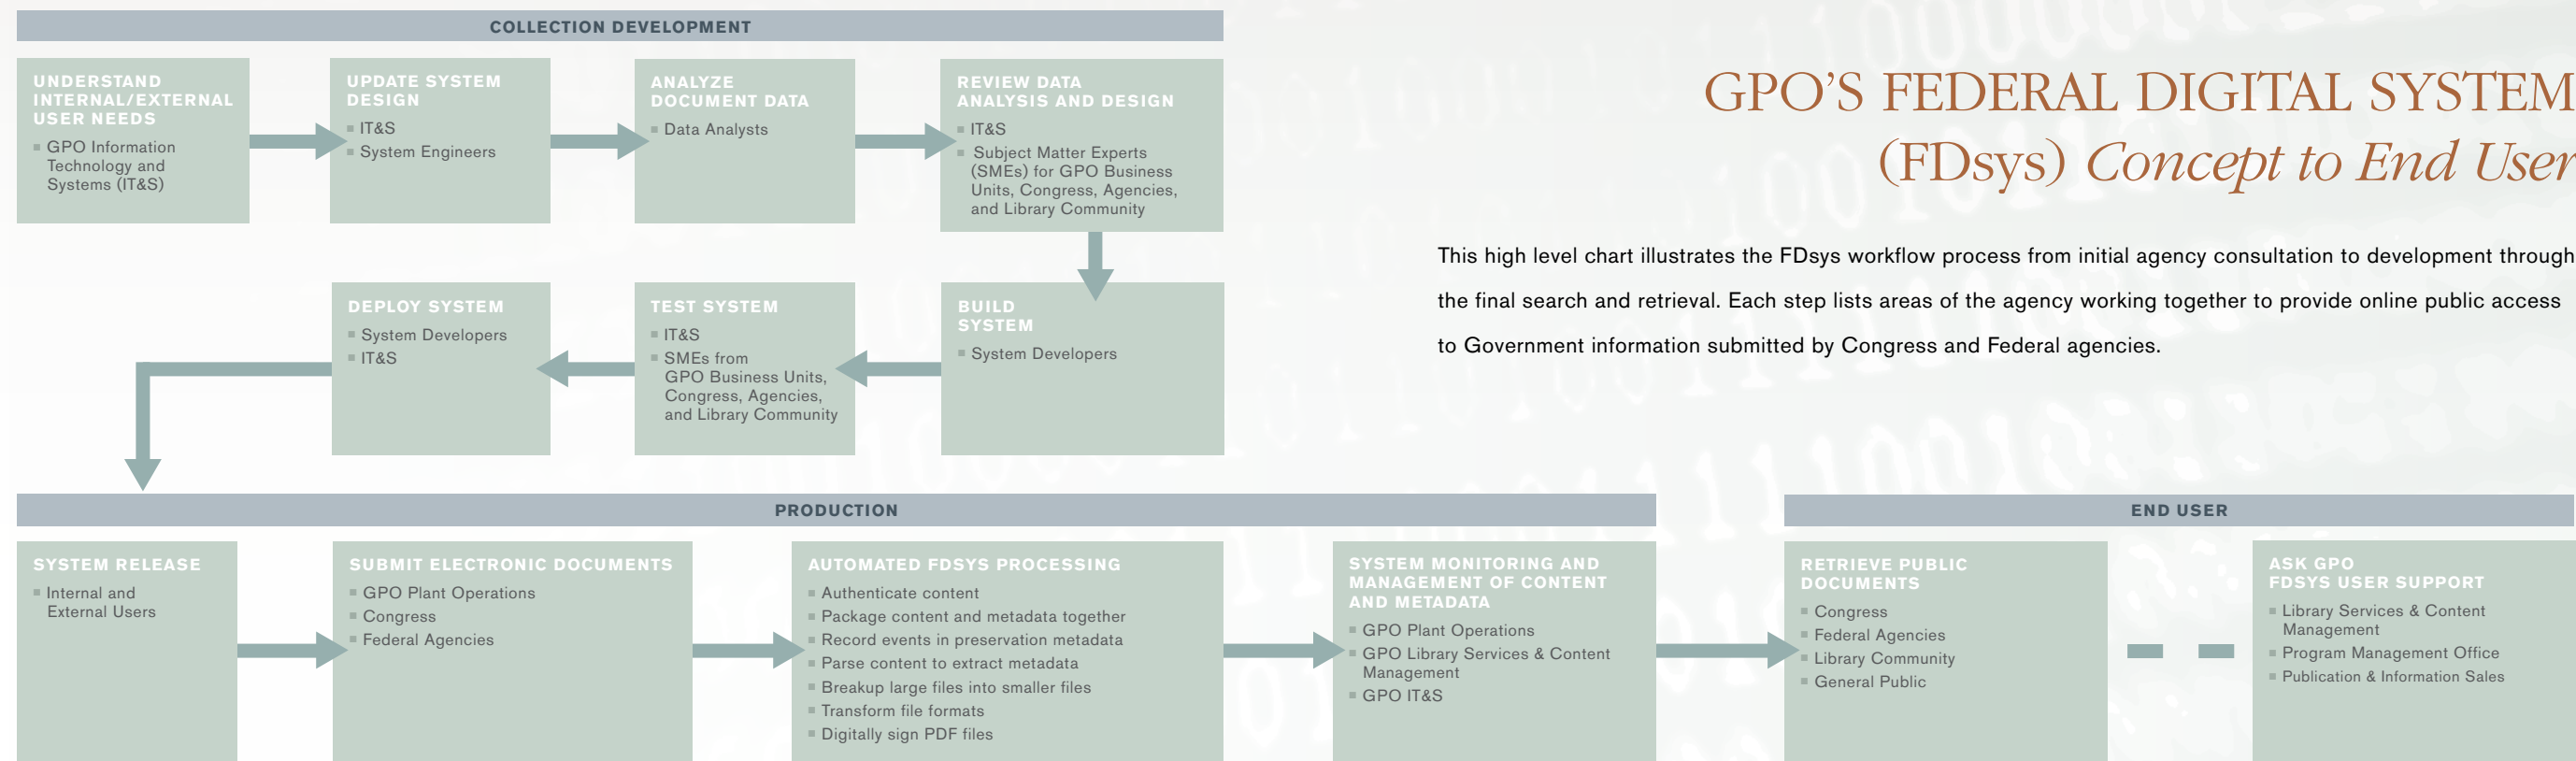 COLLECTION DEVELOPMENT
UNDERSTAND
INTERNAL/EXTERNAL
USER NEEDS
GPO Information
Technology and
Systems (IT&S)
UPDATE SYSTEM
DESIGN
IT&S
System Engineers
ANALYZE
DOCUMENT DATA
Data Analysts
REVIEW DATA
ANALYSIS AND DESIGN
IT&S
Subject Matter Experts
(SMEs) for GPO Business
Units, Congress, Agencies,
and Library Community
GPO'S FEDERAL DIGITAL SYSTEM
(FDsys) Concept to End User
This high level chart illustrates the FDsys workflow process from initial agency consultation to development through
the final search and retrieval. Each step lists areas of the agency working together to provide online public access
to Government information submitted by Congress and Federal agencies.
BUILD
SYSTEM
System Developers
TEST SYSTEM
IT&S
SMEs from
GPO Business Units,
Congress, Agencies,
and Library Community
DEPLOY SYSTEM
System Developers
IT&S
PRODUCTION
SYSTEM RELEASE
Internal and
External Users
SUBMIT ELECTRONIC DOCUMENTS
GPO Plant Operations
Congress
Federal Agencies
AUTOMATED FDSYS PROCESSING
Authenticate content
Package content and metadata together
Record events in preservation metadata
Parse content to extract metadata
Breakup large files into smaller files
Transform file formats
Digitally sign PDF files
SYSTEM MONITORING AND
MANAGEMENT OF CONTENT
AND METADATA
GPO Plant Operations
GPO Library Services & Content
Management
GPO IT&S
END USER
RETRIEVE PUBLIC
DOCUMENTS
Congress
Federal Agencies
Library Community
General Public
ASK GPO
FDSYS USER SUPPORT
Library Services & Content
Management
Program Management Office
Publication & Information Sales